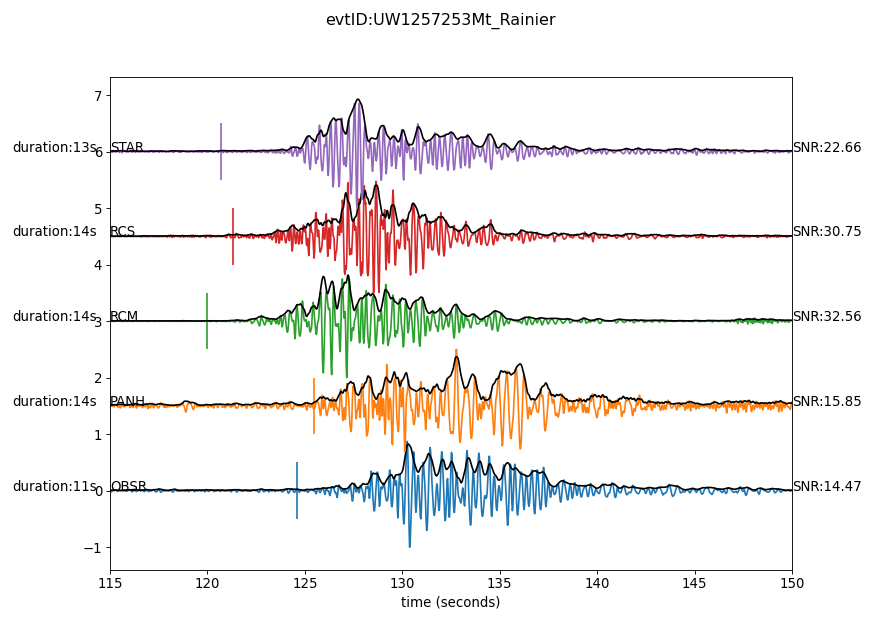 evtID:UW1257253Mt_Rainier
7
duration:13s STAR SNR:22.66
6
5
duration:14s RCS SNR:30.75
4
duration:14s RCM SNR:32.56
3
2
duration:14s PANH SNR:15.85
1
duration:11s OBSR SNR:14.47
0
−1
115 120 125 130 135 140 145 150
time (seconds)